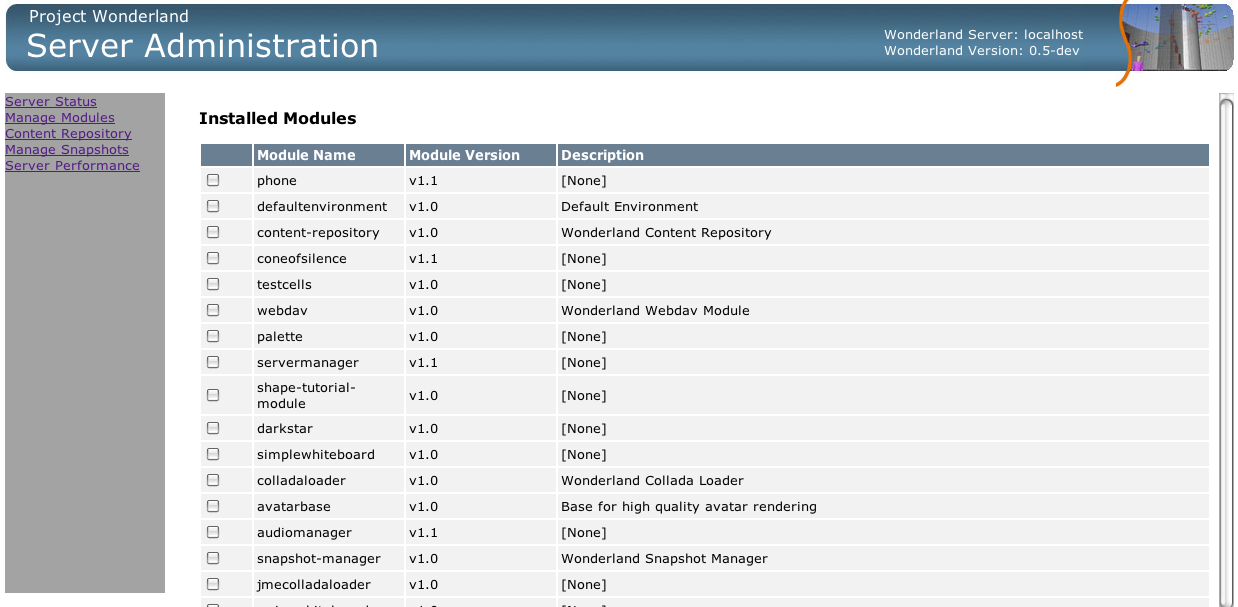 Project Wonderland
Server Administration
Wonderland Server: localhost
Wonderland Version: 0.5-dev
Server Status
Manage Modules
Content Repository
Manage Snapshots
Server Performance
Installed Modules
Module Name Module Version Description
phone v1.1 [None]
defaultenvironment v1.0 Default Environment
content-repository v1.0 Wonderland Content Repository
coneofsilence v1.1 [None]
testcells v1.0 [None]
webdav v1.0 Wonderland Webdav Module
palette v1.0 [None]
servermanager v1.1 [None]
shape-tutorial-
module v1.0 [None]
darkstar v1.0 [None]
simplewhiteboard v1.0 [None]
colladaloader v1.0 Wonderland Collada Loader
avatarbase v1.0 Base for high quality avatar rendering
audiomanager v1.1 [None]
snapshot-manager v1.0 Wonderland Snapshot Manager
jmecolladaloader v1.0 [None]